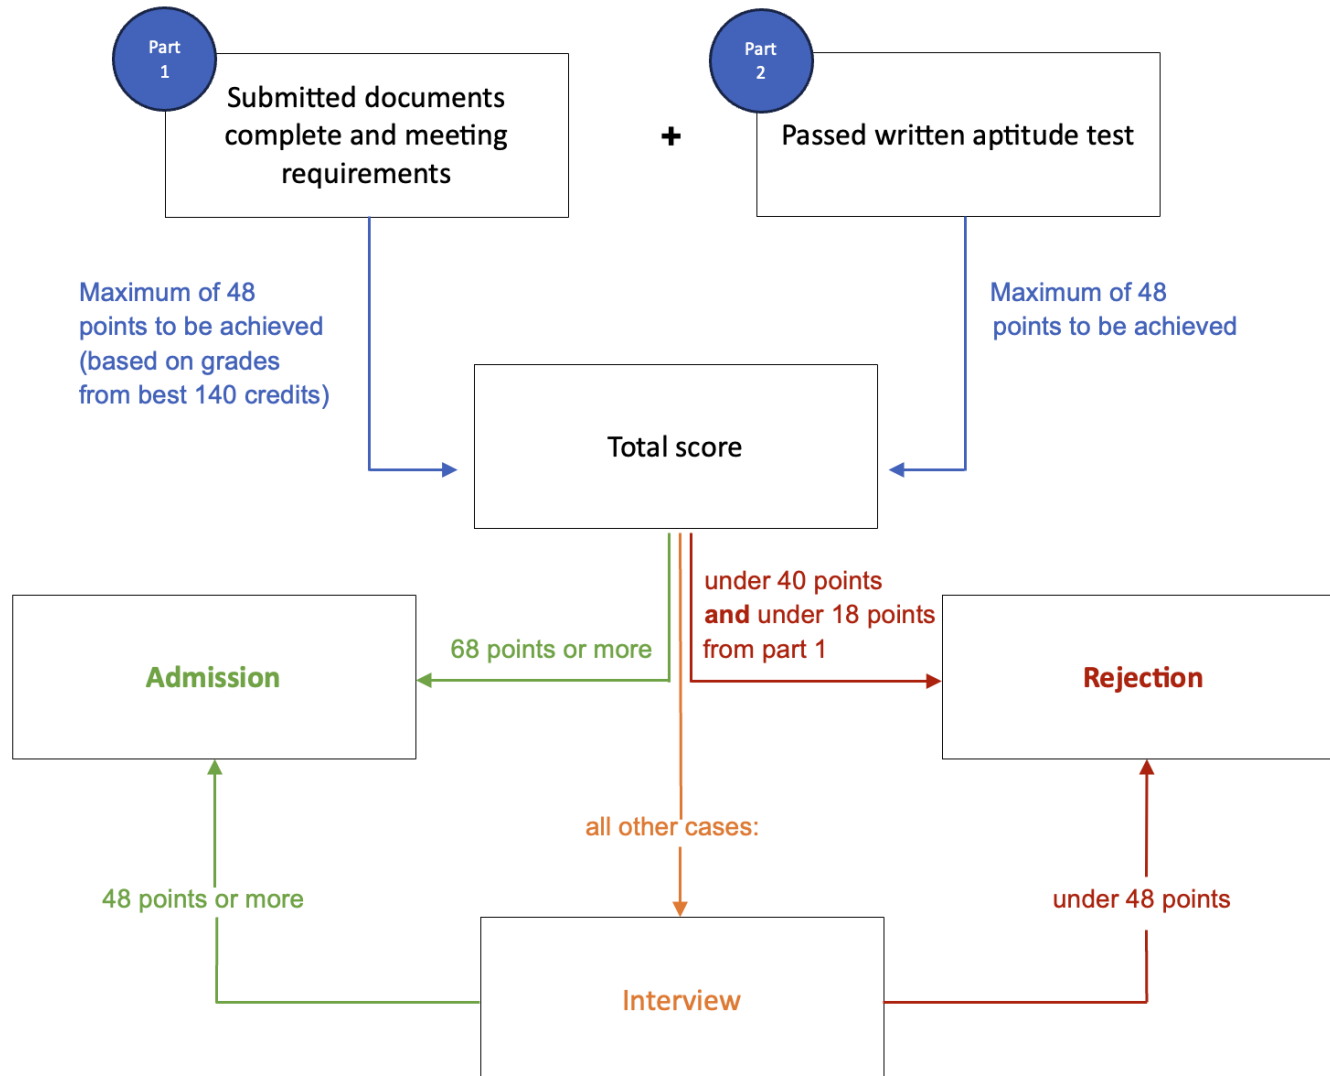 Part
1
Submitted documents
complete and meeting
requirements
+
Part
2
Passed written aptitude test
Maximum of 48
points to be achieved
(based on grades
from best 140 credits)
Maximum of 48
points to be achieved
Total score
68 points or more
under 40 points
and under 18 points
from part 1
Admission
Rejection
all other cases:
48 points or more
under 48 points
Interview